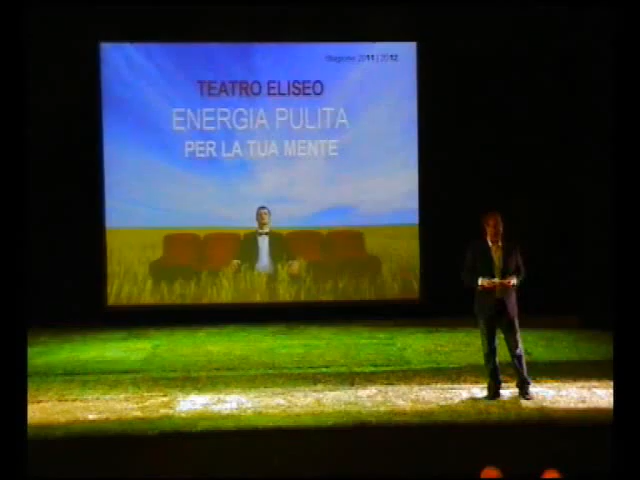 Stagione 2011 | 2012
TEATRO ELISEO
ENERGIA PULITA
PER LA TUA MENTE